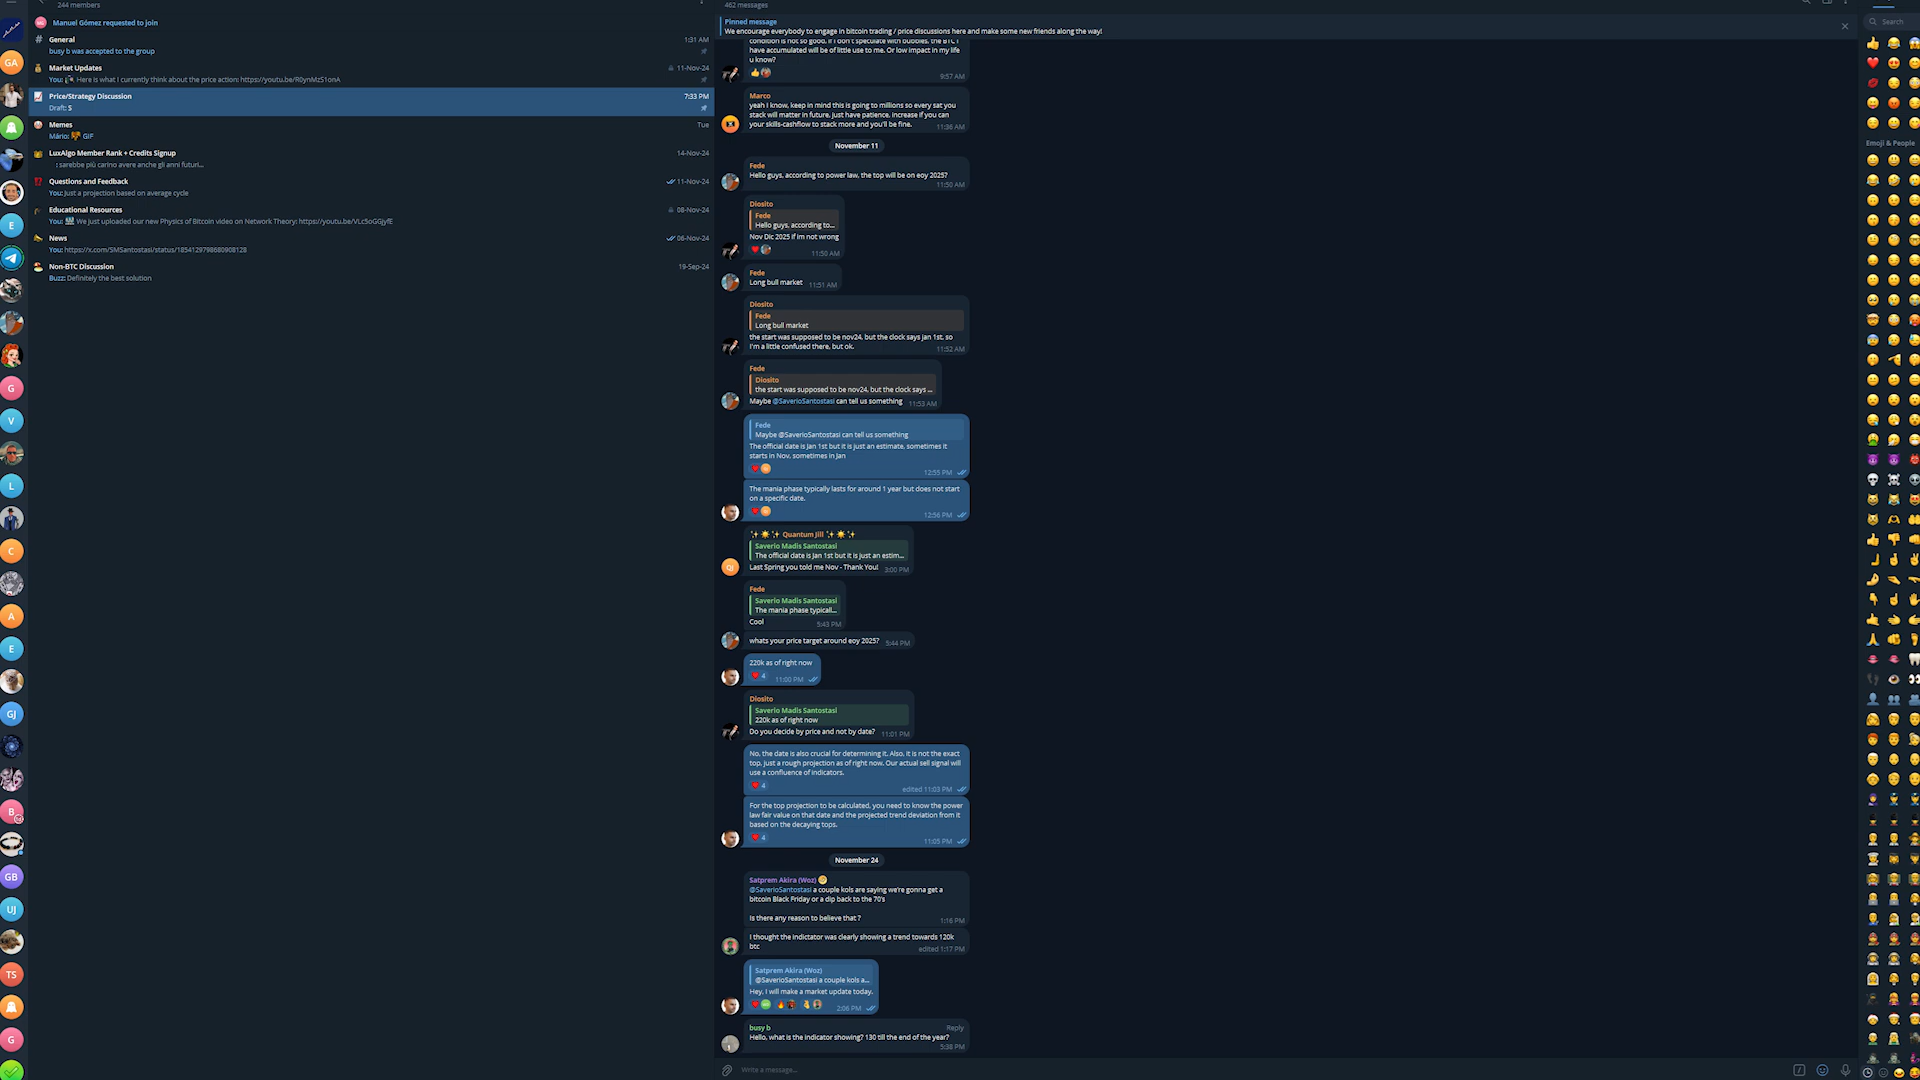 244 members
Manuel Gómez requested to join
General
1:31 AM
busy b was accepted to the group
Market Updates
11-Nov-24
You: Here is what I currently think about the price action: https://youtu.be/R0ynMzS1onA
Price/Strategy Discussion
7:33 PM
Draft: S
Memes
Tue
Mário: GIF
LuxAlgo Member Rank + Credits Signup
14-Nov-24
: sarebbe più carino avere anche gli anni futuri...
Questions and Feedback
11-Nov-24
You: Just a projection based on average cycle
Educational Resources
08-Nov-24
You: We just uploaded our new Physics of Bitcoin video on Network Theory: https://youtu.be/VLc5oGGjyfE
News
06-Nov-24
You: https://x.com/SMSantostasi/status/1854129798680908128
Non-BTC Discussion
19-Sep-24
Buzz: Definitely the best solution
GA
E
G
V
L
C
A
E
GJ
B
GB
UJ
TS
G
462 messages
Pinned message
We encourage everybody to engage in bitcoin trading / price discussions here and make some new friends along the way!
condition is not so good, if I don't speculate with bubbles, the BTC I
have accumulated will be of little use to me. Or low impact in my life
u know?
9:57 AM
Marco
yeah I know, keep in mind this is going to millions so every sat you
stack will matter in future. Just have patience. Increase if you can
your skills-cashflow to stack more and you'll be fine.
11:36 AM
November 11
Fede
Hello guys, according to power law, the top will be on eoy 2025?
11:50 AM
Diosito
Fede
Hello guys, according to...
Nov Dic 2025 if im not wrong
11:50 AM
Fede
Long bull market
11:51 AM
Diosito
Fede
Long bull market
the start was supposed to be nov24, but the clock says jan 1st, so
I'm a little confused there, but ok.
11:52 AM
Fede
Diosito
the start was supposed to be nov24, but the clock says ...
Maybe @SaverioSantostasi can tell us something
11:53 AM
Fede
Maybe @SaverioSantostasi can tell us something
The official date is Jan 1st but it is just an estimate, sometimes it
starts in Nov, sometimes in Jan
12:55 PM
The mania phase typically lasts for around 1 year but does not start
on a specific date.
12:56 PM
Quantum Jill
Saverio Madis Santostasi
The official date is Jan 1st but it is just an estim...
Last Spring you told me Nov - Thank You!
3:00 PM
QJ
Fede
Saverio Madis Santostasi
The mania phase typicall...
Cool
5:43 PM
whats your price target around eoy 2025?
5:44 PM
220k as of right now
4
11:00 PM
Diosito
Saverio Madis Santostasi
220k as of right now
Do you decide by price and not by date?
11:01 PM
No, the date is also crucial for determining it. Also, it is not the exact
top, just a rough projection as of right now. Our actual sell signal will
use a confluence of indicators.
4
edited 11:03 PM
For the top projection to be calculated, you need to know the power
law fair value on that date and the projected trend deviation from it
based on the decaying tops.
4
11:05 PM
November 24
Satprem Akira (Woz)
@SaverioSantostasi a couple kols are saying we're gonna get a
bitcoin Black Friday or a dip back to the 70's
Is there any reason to believe that ?
1:16 PM
I thought the indictator was clearly showing a trend towards 120k
btc
edited 1:17 PM
Satprem Akira (Woz)
@SaverioSantostasi a couple kols a...
Hey, I will make a market update today.
2:06 PM
busy b
Reply
Hello, what is the indicator showing? 130 till the end of the year?
5:38 PM
Write a message...
Search
Emoji & People